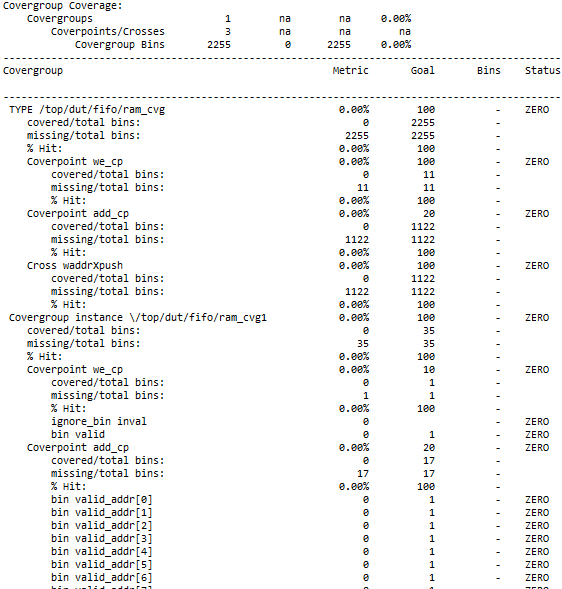 Covergroup Coverage:
Covergroups 1 na na 0.00%
Coverpoints/Crosses 3 na na na
Covergroup Bins 2255 0 2255 0.00%
----------------------------------------------------------------------------------------------
Covergroup Metric Goal Bins Status
----------------------------------------------------------------------------------------------
TYPE /top/dut/fifo/ram_cvg 0.00% 100 - ZERO
covered/total bins: 0 2255 -
missing/total bins: 2255 2255 -
% Hit: 0.00% 100 -
Coverpoint we_cp 0.00% 100 - ZERO
covered/total bins: 0 11 -
missing/total bins: 11 11 -
% Hit: 0.00% 100 -
Coverpoint add_cp 0.00% 20 - ZERO
covered/total bins: 0 1122 -
missing/total bins: 1122 1122 -
% Hit: 0.00% 100 -
Cross waddrXpush 0.00% 100 - ZERO
covered/total bins: 0 1122 -
missing/total bins: 1122 1122 -
% Hit: 0.00% 100 -
Covergroup instance \/top/dut/fifo/ram_cvg1 0.00% 100 - ZERO
covered/total bins: 0 35 -
missing/total bins: 35 35 -
% Hit: 0.00% 100 -
Coverpoint we_cp 0.00% 10 - ZERO
covered/total bins: 0 1 -
missing/total bins: 1 1 -
% Hit: 0.00% 100 -
ignore_bin inval 0 - ZERO
bin valid 0 1 - ZERO
Coverpoint add_cp 0.00% 20 - ZERO
covered/total bins: 0 17 -
missing/total bins: 17 17 -
% Hit: 0.00% 100 -
bin valid_addr[0] 0 1 - ZERO
bin valid_addr[1] 0 1 - ZERO
bin valid_addr[2] 0 1 - ZERO
bin valid_addr[3] 0 1 - ZERO
bin valid_addr[4] 0 1 - ZERO
bin valid_addr[5] 0 1 - ZERO
bin valid_addr[6] 0 1 - ZERO